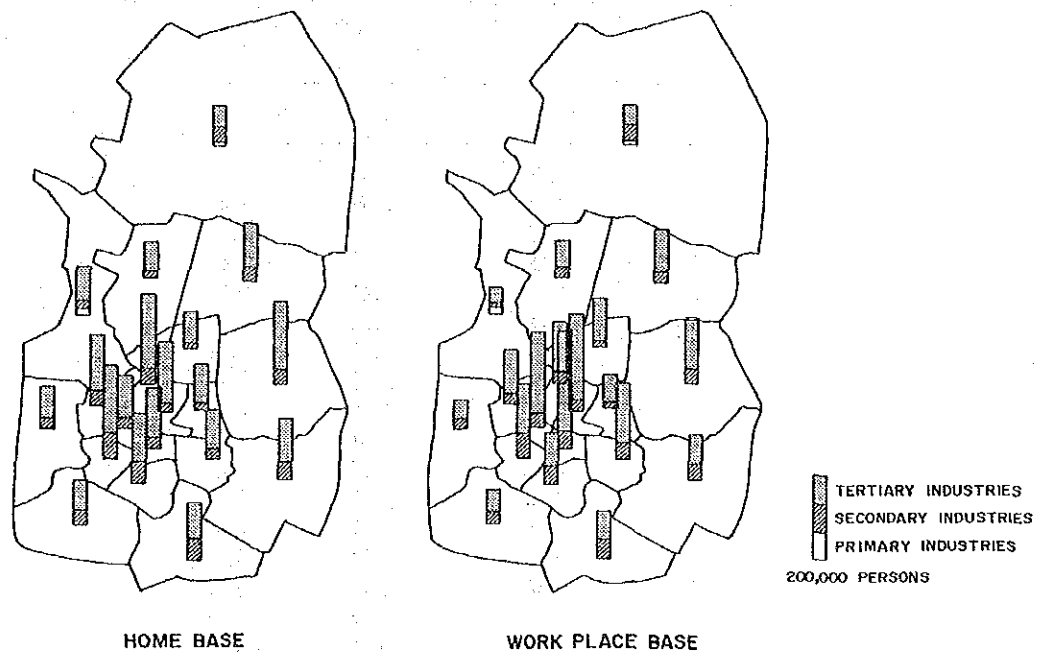 TERTIARY INDUSTRIES
SECONDARY INDUSTRIES
PRIMARY INDUSTRIES
200,000 PERSONS
HOME BASE
WORK PLACE BASE